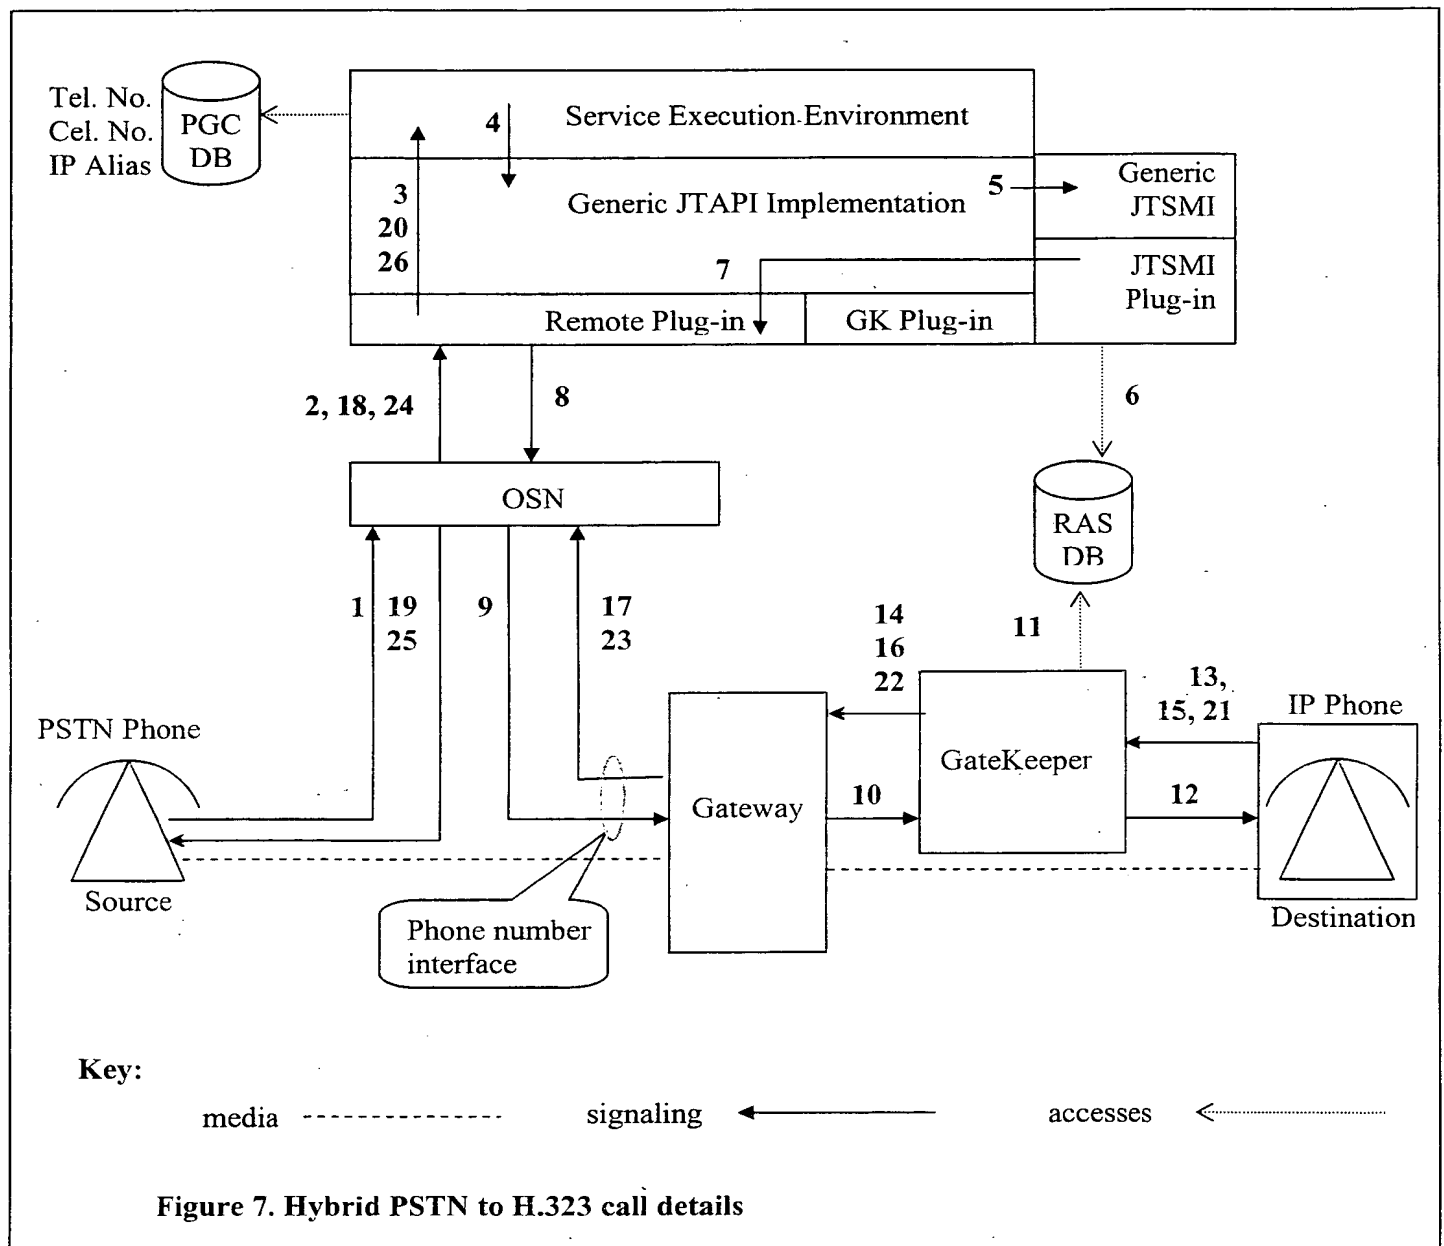 Tel. No.
Cel. No.
IP Alias
PGC
DB
4
Service Execution Environment
3
20
26
Generic JTAPI Implementation
5
Generic
JTSMI
7
JTSMI
Plug-in
Remote Plug-in
GK Plug-in
2, 18, 24
8
6
OSN
RAS
DB
1
19
25
9
17
23
14
16
22
11
13,
15, 21
IP Phone
PSTN Phone
GateKeeper
Gateway
10
12
Source
Destination
Phone number
interface
Key:
media
signaling
accesses
Figure 7. Hybrid PSTN to H.323 call details